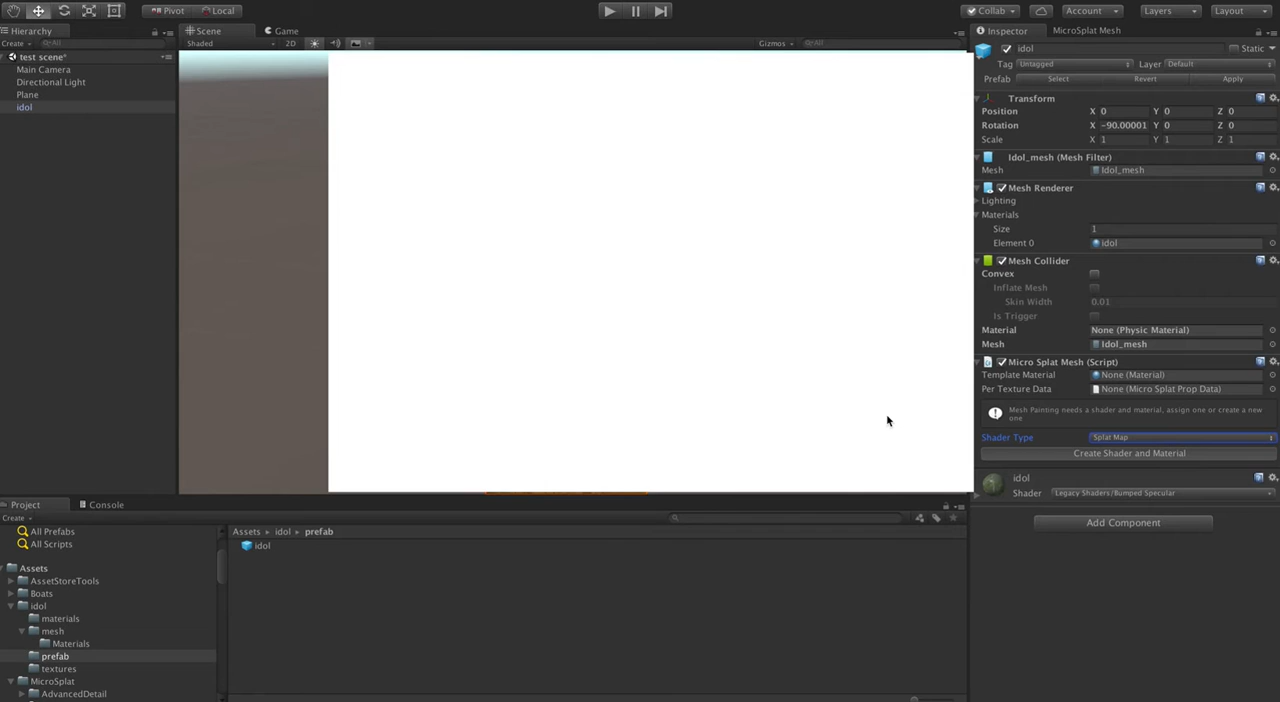 Pivot Local Collab Account Layers Layout
Hierarchy Scene Game Inspector MicroSplat Mesh
Create All Shaded 2D Gizmos All idol Static
test scene* Tag Untagged Layer Default
Main Camera Prefab Select Revert Apply
Directional Light
Plane Transform
idol Position X 0 Y 0 Z 0
Rotation X −90.00001 Y 0 Z 0
Scale X 1 Y 1 Z 1
Idol_mesh (Mesh Filter)
Mesh Idol_mesh
Mesh Renderer
Lighting
Materials
Size 1
Element 0 idol
Mesh Collider
Convex
Inflate Mesh
Skin Width 0.01
Is Trigger
Material None (Physic Material)
Mesh Idol_mesh
Micro Splat Mesh (Script)
Template Material None (Material)
Per Texture Data None (Micro Splat Prop Data)
Mesh Painting needs a shader and material, assign one or create a new
one
Shader Type Splat Map
Create Shader and Material
idol
Shader Legacy Shaders/Bumped Specular
Add Component
Project Console
Create
All Prefabs Assets idol prefab
All Scripts idol
Assets
AssetStoreTools
Boats
idol
materials
mesh
Materials
prefab
textures
MicroSplat
AdvancedDetail